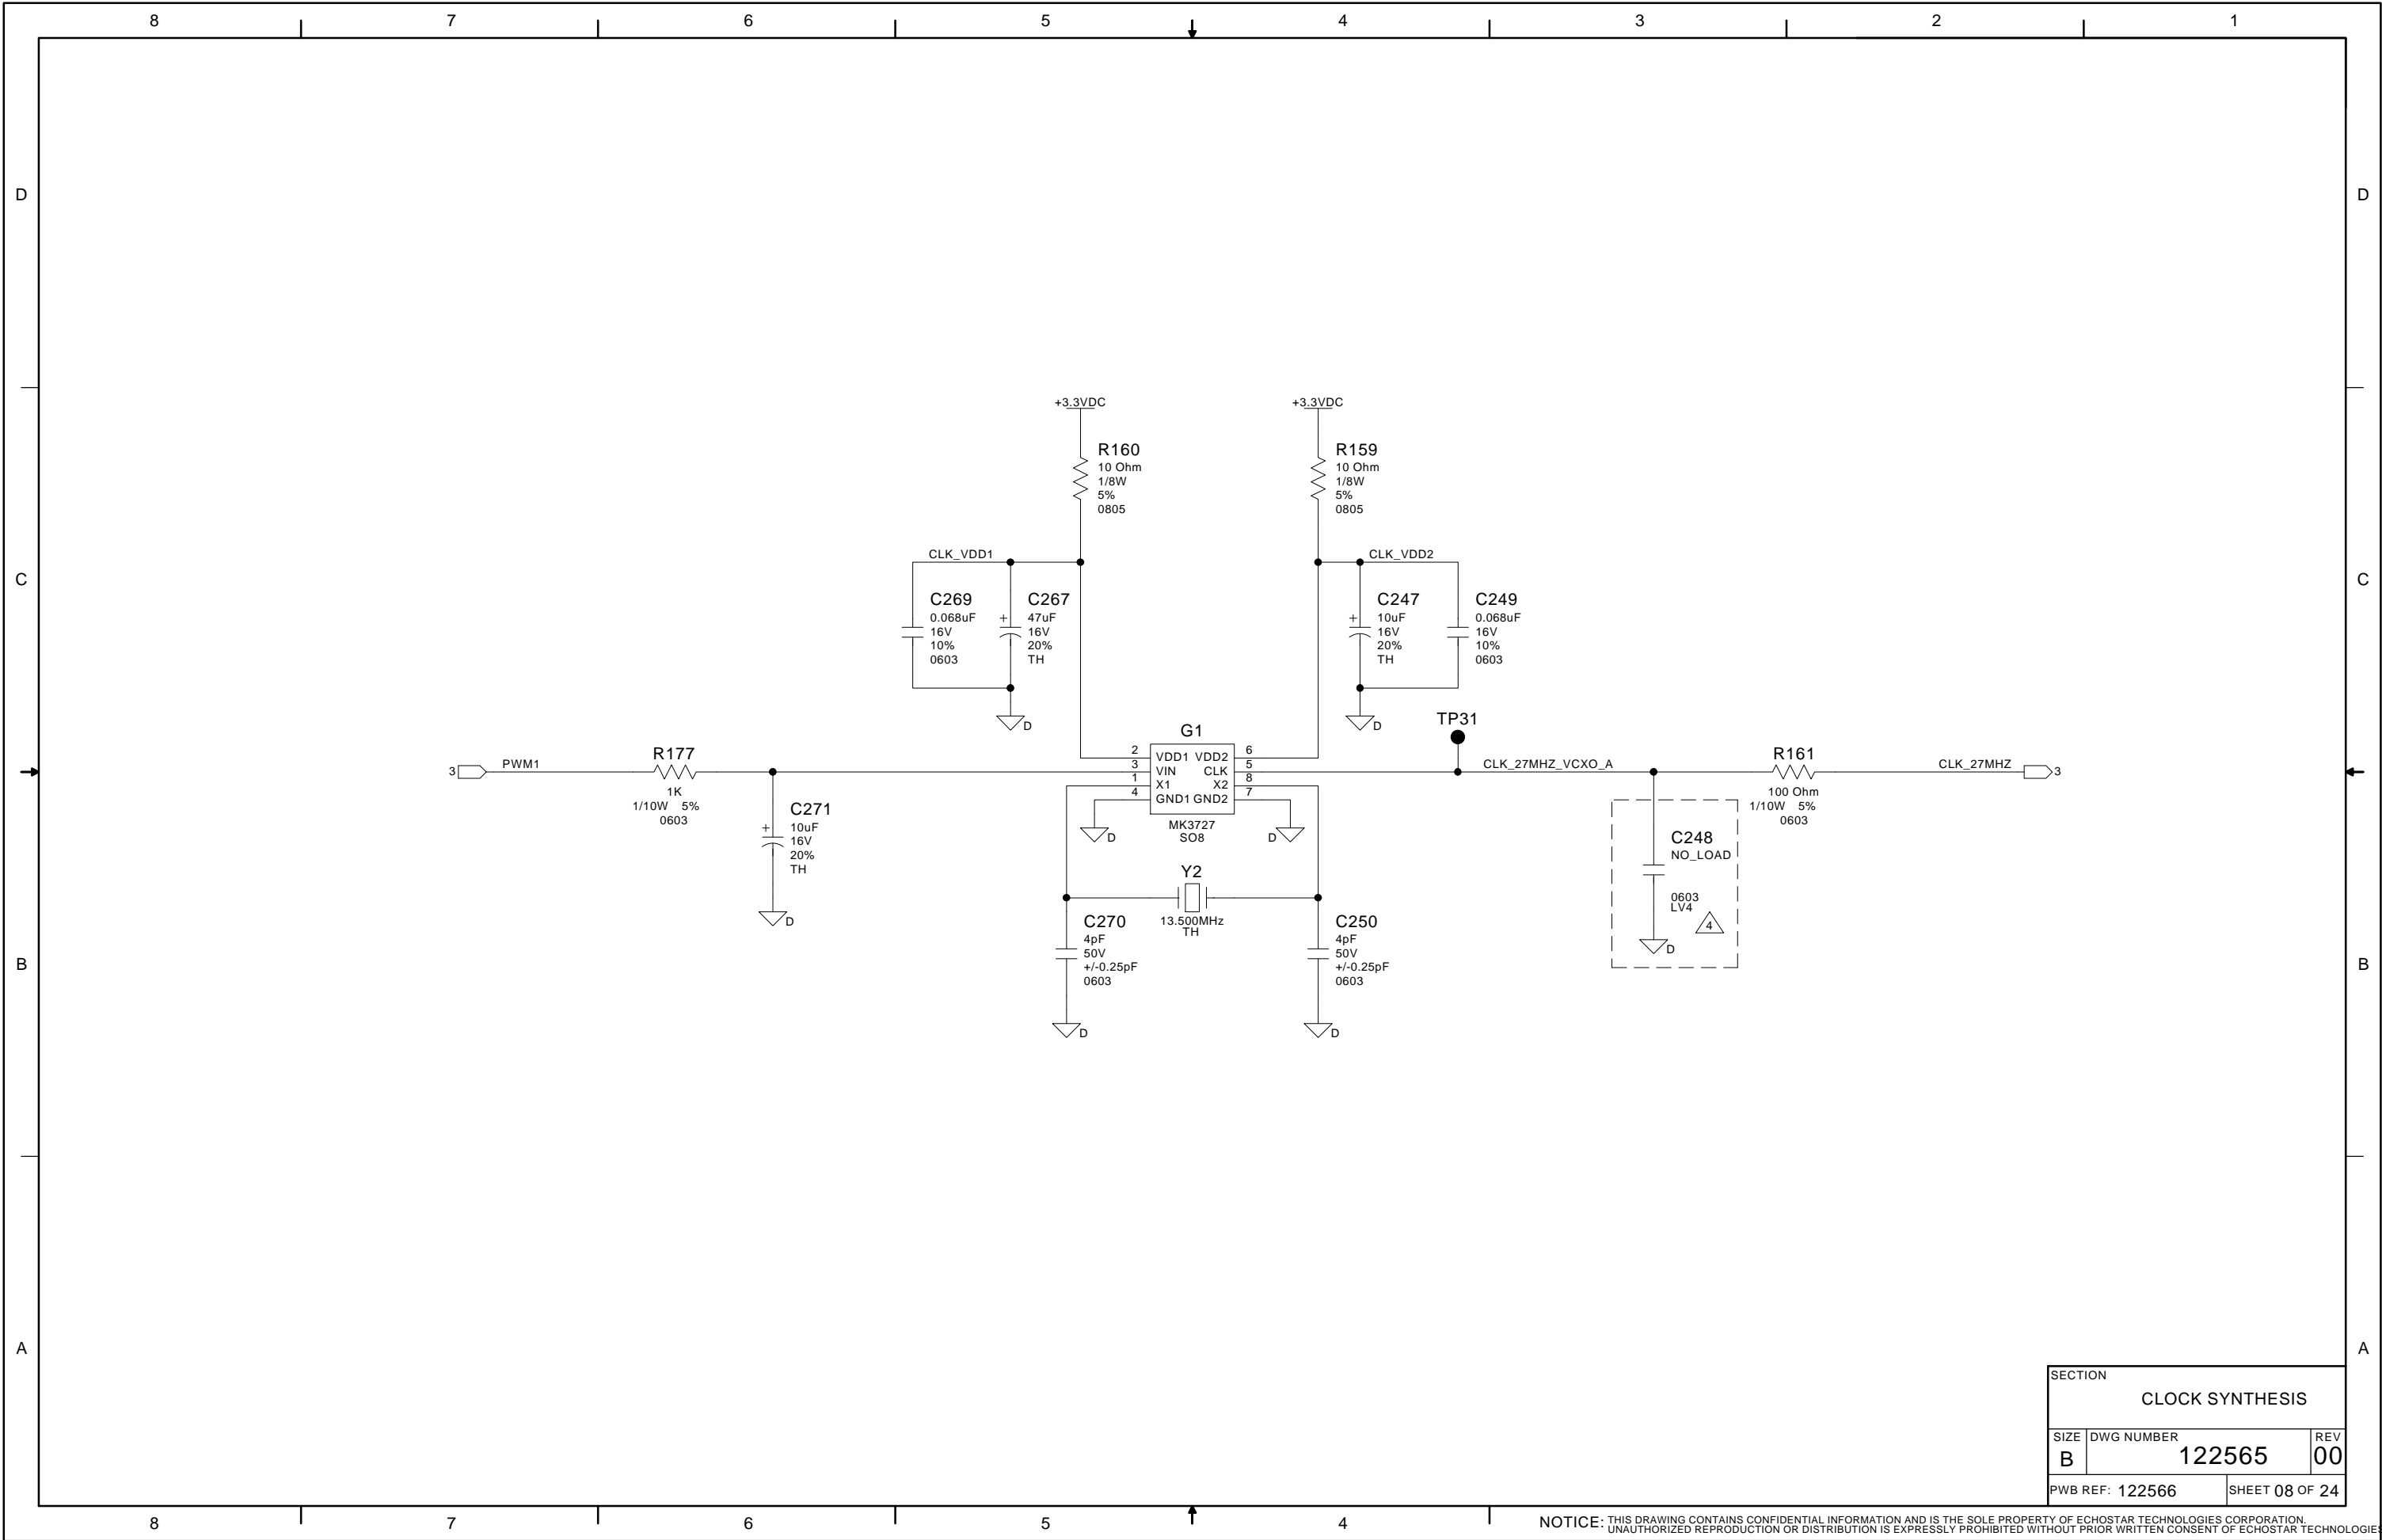 8 7 6 5 4 3 2 1
D D
+3.3VDC +3.3VDC
R160
10 Ohm
1/8W
5%
0805
R159
10 Ohm
1/8W
5%
0805
C C
CLK_VDD1
CLK_VDD2
C269
0.068uF
16V
10%
0603
+
C267
47uF
16V
20%
TH
D
+
C247
10uF
16V
20%
TH
D
C249
0.068uF
16V
10%
0603
G1
2 VDD1 VDD2 6
3 VIN CLK 5
1 X1 X2 8
4 GND1 GND2 7
MK3727
SO8
D D
TP31
3 PWM1
R177
1K
1/10W 5%
0603
+
C271
10uF
16V
20%
TH
D
CLK_27MHZ_VCXO_A
R161
100 Ohm
1/10W 5%
0603
CLK_27MHZ 3
C248
NO_LOAD
0603
LV4
4
D
Y2
13.500MHz
TH
C270
4pF
50V
+/-0.25pF
0603
D
C250
4pF
50V
+/-0.25pF
0603
D
B B
A A
SECTION
CLOCK SYNTHESIS
SIZE DWG NUMBER REV
B 122565 00
PWB REF: 122566 SHEET 08 OF 24
8 7 6 5 4
NOTICE: THIS DRAWING CONTAINS CONFIDENTIAL INFORMATION AND IS THE SOLE PROPERTY OF ECHOSTAR TECHNOLOGIES CORPORATION.
UNAUTHORIZED REPRODUCTION OR DISTRIBUTION IS EXPRESSLY PROHIBITED WITHOUT PRIOR WRITTEN CONSENT OF ECHOSTAR TECHNOLOGIES